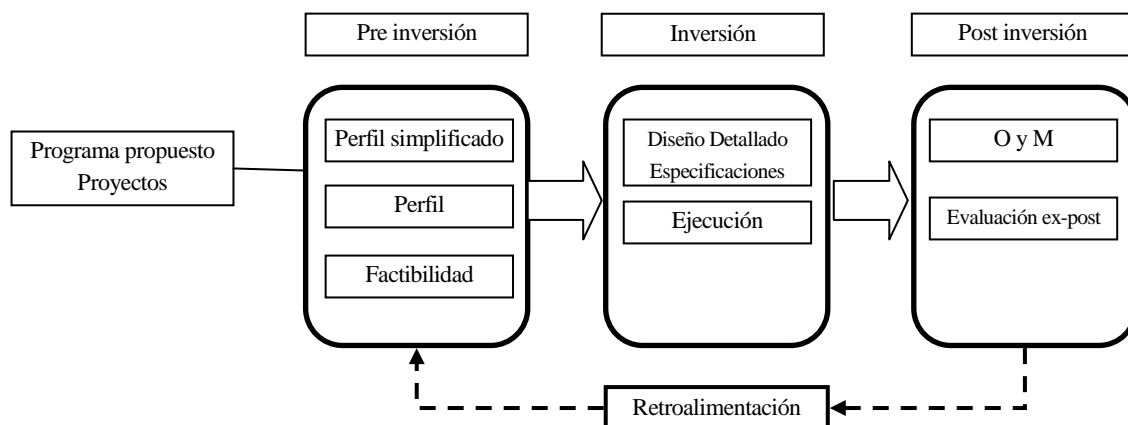 Pre inversión
Inversión
Post inversión
Programa propuesto
Proyectos
Perfil simplificado
Perfil
Factibilidad
Diseño Detallado
Especificaciones
Ejecución
O y M
Evaluación ex-post
Retroalimentación